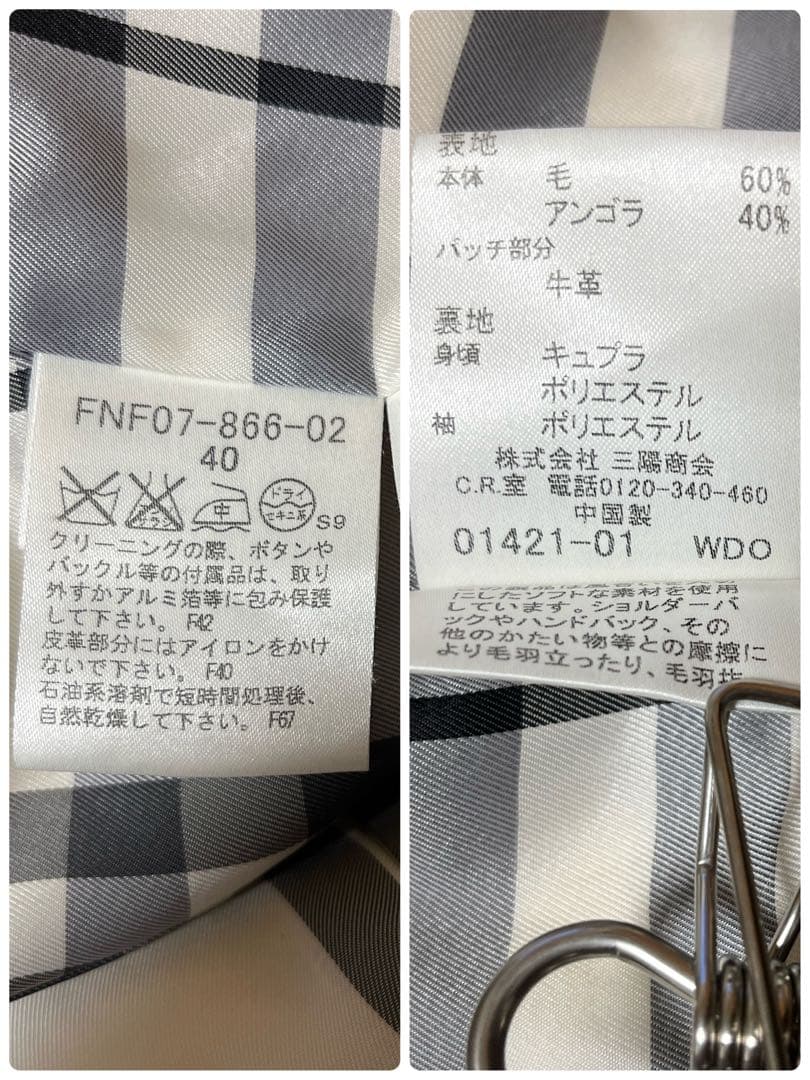 FNF07-866-02
40
エンソサラシ
中
ドライ
セキユ系
S9
クリーニングの際、ボタンや
バックル等の付属品は、取り
外すかアルミ箔等に包み保護
して下さい。 F42
皮革部分にはアイロンをかけ
ないで下さい。 F40
石油系溶剤で短時間処理後、
自然乾燥して下さい。 F67
表地
本体 毛 60%
アンゴラ 40%
パッチ部分
牛革
裏地
身頃 キュプラ
ポリエステル
袖 ポリエステル
株式会社 三陽商会
C.R.室 電話0120-340-460
中国製
01421-01 WDO
にしたソフトな素材を使用
しています。ショルダーバ
ックやハンドバック、その
他のかたい物等との摩擦に
より毛羽立ったり、毛羽